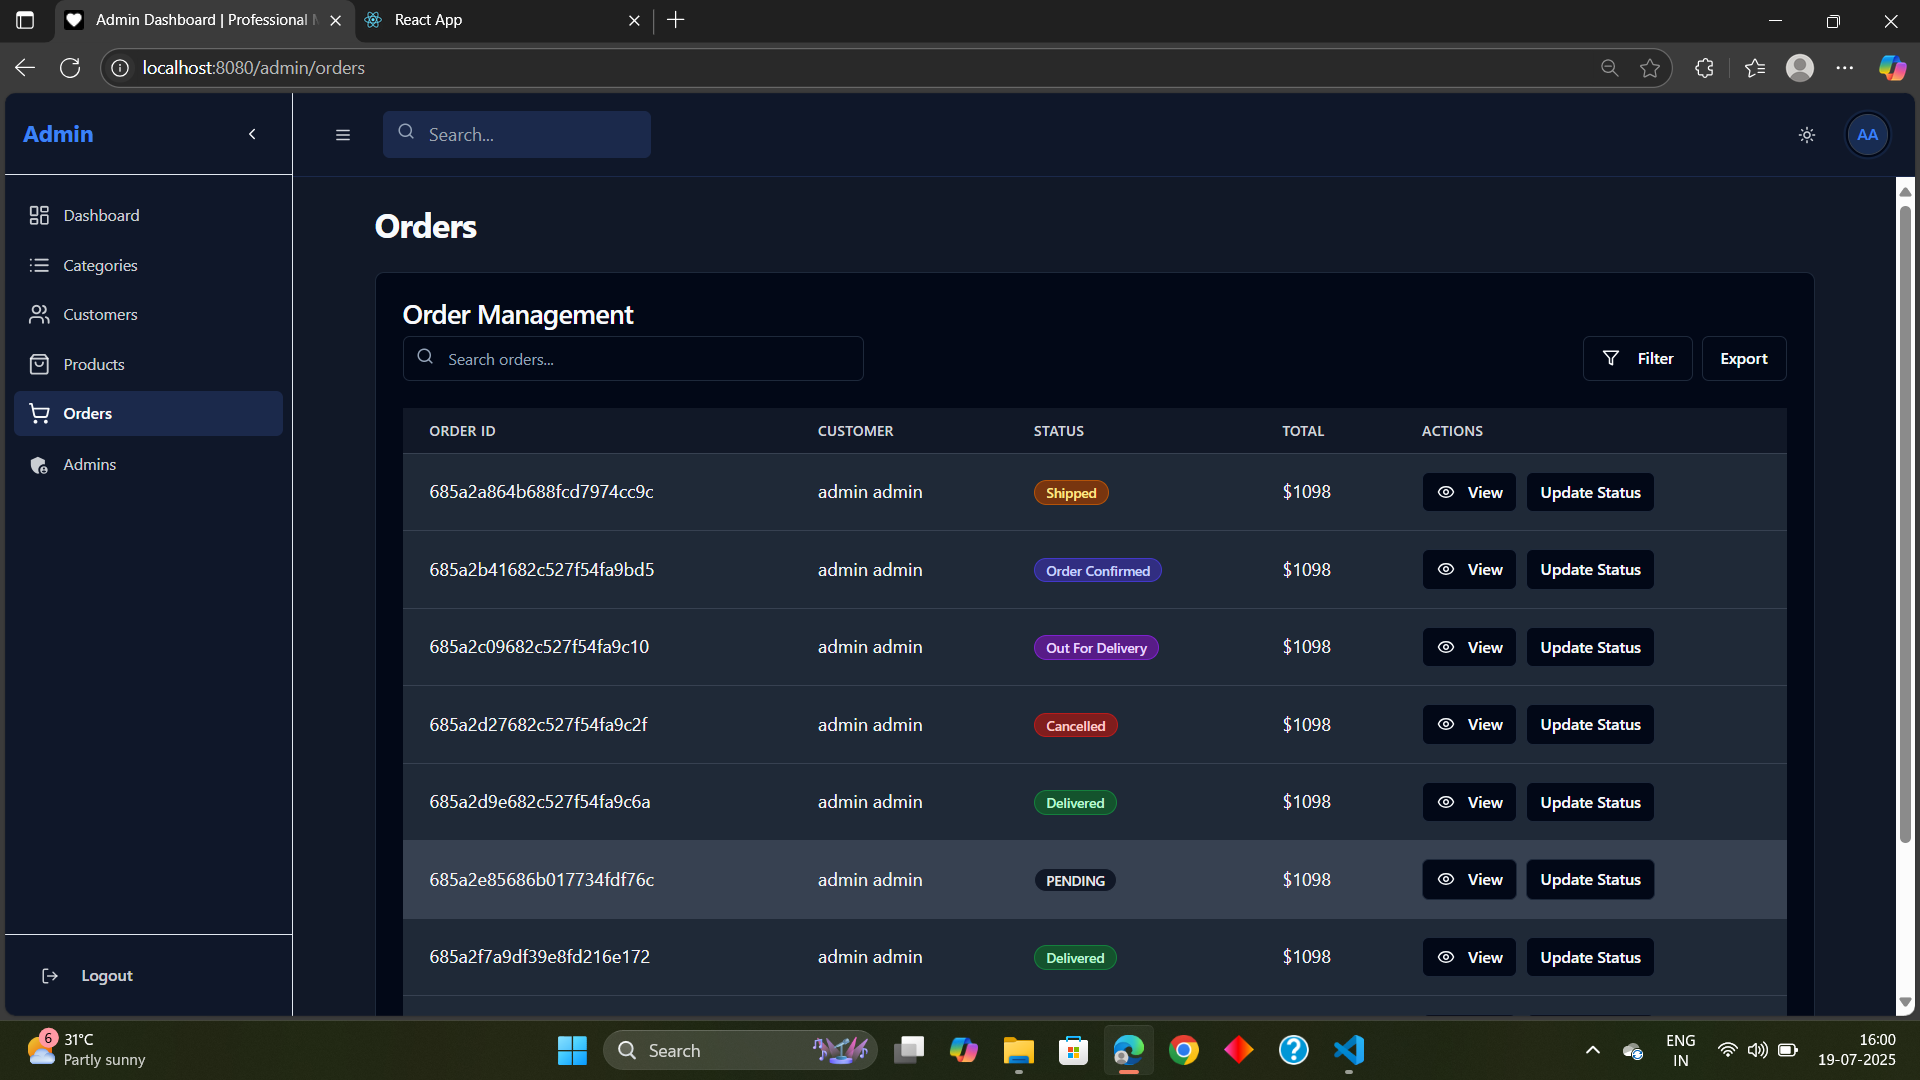 Admin Dashboard | Professional
React App
localhost:8080/admin/orders
Admin
Search...
AA
Dashboard
Categories
Customers
Products
Orders
Admins
Logout
Orders
Order Management
Search orders...
Filter
Export
ORDER ID CUSTOMER STATUS TOTAL ACTIONS
685a2a864b688fcd7974cc9c admin admin Shipped $1098 View Update Status
685a2b41682c527f54fa9bd5 admin admin Order Confirmed $1098 View Update Status
685a2c09682c527f54fa9c10 admin admin Out For Delivery $1098 View Update Status
685a2d27682c527f54fa9c2f admin admin Cancelled $1098 View Update Status
685a2d9e682c527f54fa9c6a admin admin Delivered $1098 View Update Status
685a2e85686b017734fdf76c admin admin PENDING $1098 View Update Status
685a2f7a9df39e8fd216e172 admin admin Delivered $1098 View Update Status
6
31°C
Partly sunny
Search
ENG
IN
16:00
19-07-2025